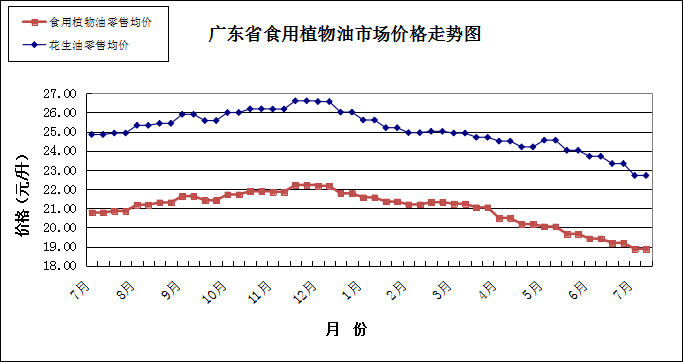 食用植物油零售均价
花生油零售均价
广东省食用植物油市场价格走势图
价格（元/升）
27.00
26.00
25.00
24.00
23.00
22.00
21.00
20.00
19.00
18.00
7月 8月 9月 10月 11月 12月 1月 2月 3月 4月 5月 6月 7月
月 份